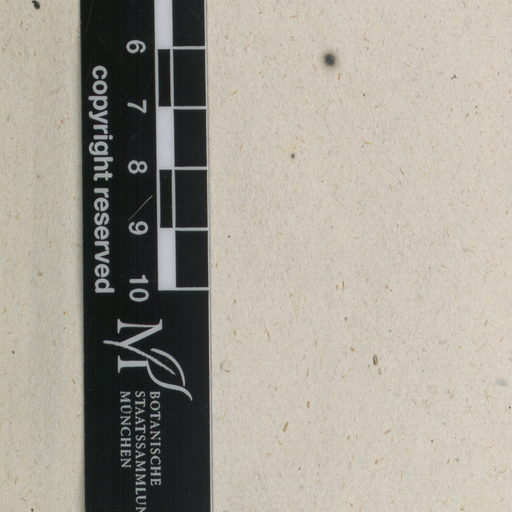 6
7
8
9
10
copyright reserved
M
BOTANISCHE
STAATSSAMMLUN
MÜNCHEN